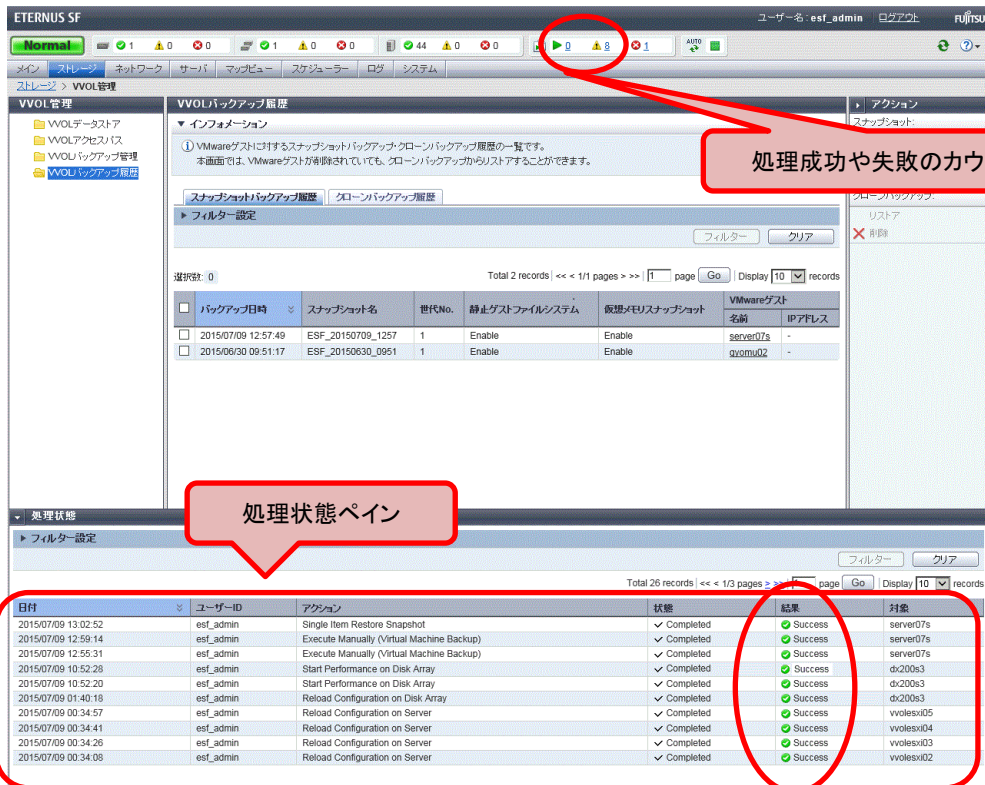 ETERNUS SF
ユーザー名：esf_admin ログアウト FUJITSU
Normal 1 0 0 1 0 0 44 0 0 0 8 1 AUTO
メイン ストレージ ネットワーク サーバ マップビュー スケジューラー ログ システム
ストレージ > VVOL管理
VVOL管理
VVOLデータストア
VVOLアクセスパス
VVOLバックアップ管理
VVOLバックアップ履歴
VVOLバックアップ履歴
インフォメーション
VMwareゲストに対するスナップショットバックアップ・クローンバックアップ履歴の一覧です。
本画面では、VMwareゲストが削除されていても、クローンバックアップからリストアすることができます。
スナップショットバックアップ履歴 クローンバックアップ履歴
フィルター設定
フィルター クリア
選択数: 0 Total 2 records | << < 1/1 pages > >> | 1 page Go | Display 10 records
バックアップ日時 スナップショット名 世代No. 静止ゲストファイルシステム 仮想メモリスナップショット VMwareゲスト
名前 IPアドレス
2015/07/09 12:57:49 ESF_20150709_1257 1 Enable Enable server07s -
2015/06/30 09:51:17 ESF_20150630_0951 1 Enable Enable gyomu02 -
アクション
スナップショット:
処理成功や失敗のカウ
クローンバックアップ:
リストア
削除
処理状態ペイン
処理状態
フィルター設定
フィルター クリア
Total 26 records | << < 1/3 pages > >> | 1 page Go | Display 10 records
日付 ユーザーID アクション 状態 結果 対象
2015/07/09 13:02:52 esf_admin Single Item Restore Snapshot Completed Success server07s
2015/07/09 12:59:14 esf_admin Execute Manually (Virtual Machine Backup) Completed Success server07s
2015/07/09 12:55:31 esf_admin Execute Manually (Virtual Machine Backup) Completed Success server07s
2015/07/09 10:52:28 esf_admin Start Performance on Disk Array Completed Success dx200s3
2015/07/09 10:52:20 esf_admin Start Performance on Disk Array Completed Success dx200s3
2015/07/09 01:40:18 esf_admin Reload Configuration on Disk Array Completed Success dx200s3
2015/07/09 00:34:57 esf_admin Reload Configuration on Server Completed Success vvolesxi05
2015/07/09 00:34:41 esf_admin Reload Configuration on Server Completed Success vvolesxi04
2015/07/09 00:34:26 esf_admin Reload Configuration on Server Completed Success vvolesxi03
2015/07/09 00:34:08 esf_admin Reload Configuration on Server Completed Success vvolesxi02